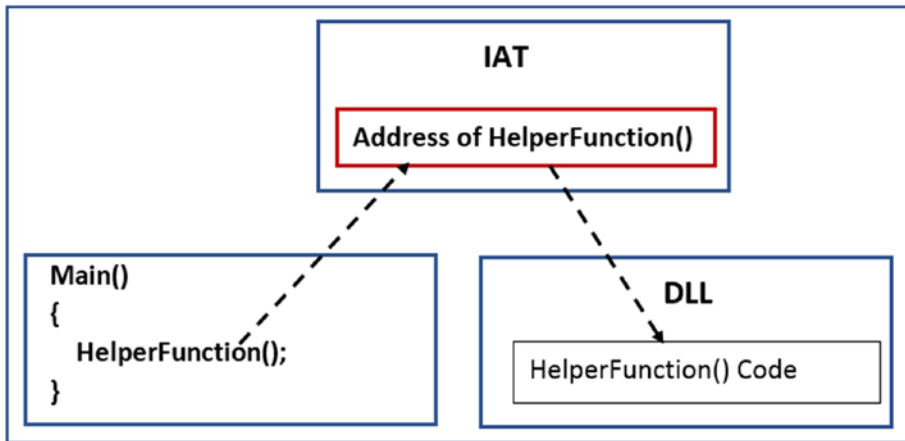 IAT
Address of HelperFunction()
Main()
{
HelperFunction();
}
DLL
HelperFunction() Code